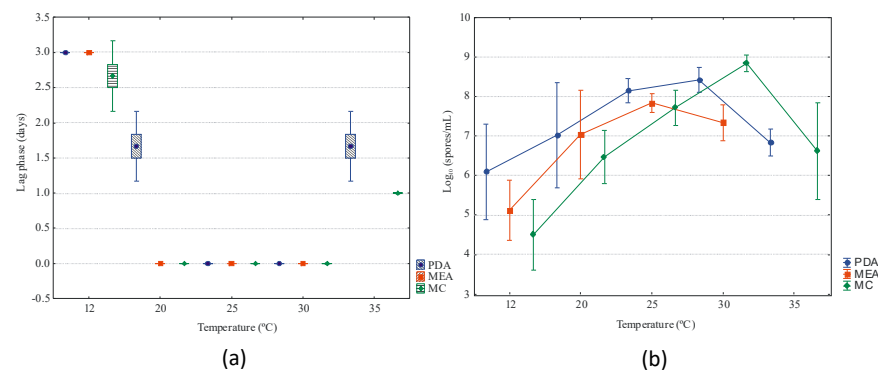 3.5
3.0
2.5
2.0
1.5
1.0
0.5
0.0
-0.5
Lag phase (days)
12 20 25 30 35
Temperature (ºC)
PDA
MEA
MC
(a)
10
9
8
7
6
5
4
3
Log₁₀ (spores/mL)
12 20 25 30 35
Temperature (ºC)
PDA
MEA
MC
(b)